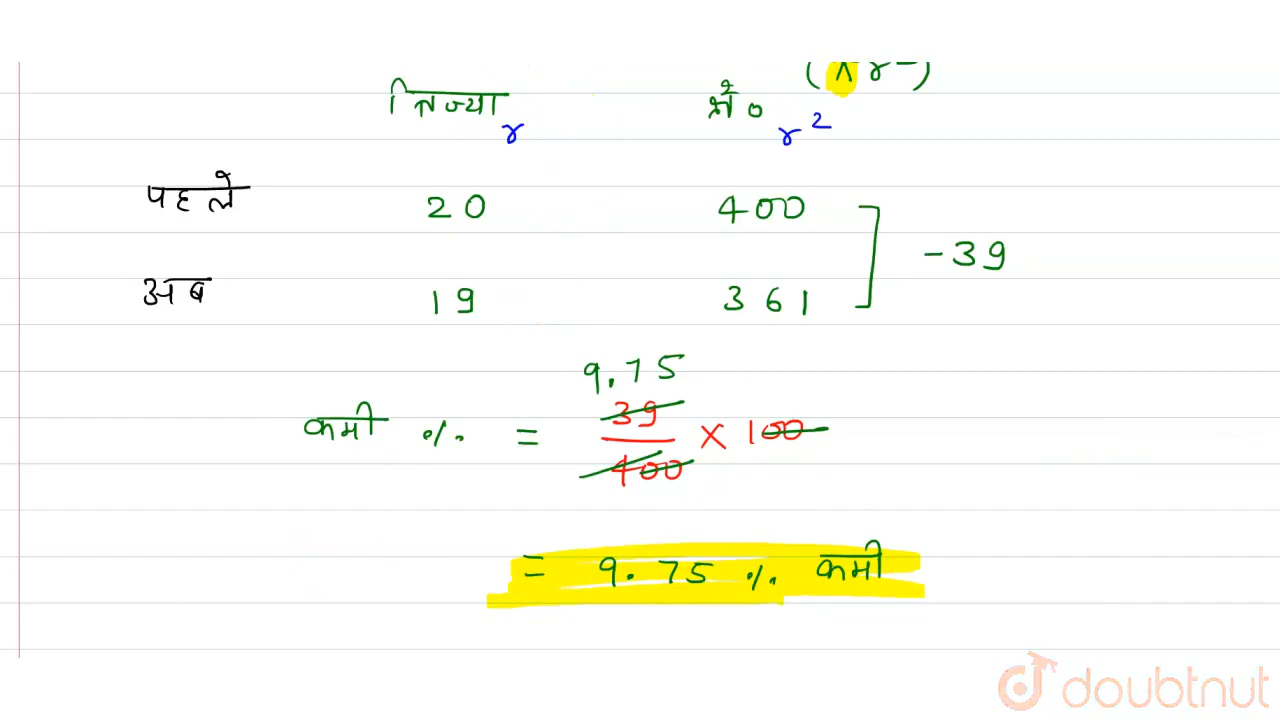 (π r²)
त्रिज्या r क्षे० r²
पहले 20 400
अब 19 361
-39
9.75
कमी % = 39/400 × 100
= 9.75 % कमी
doubtnut